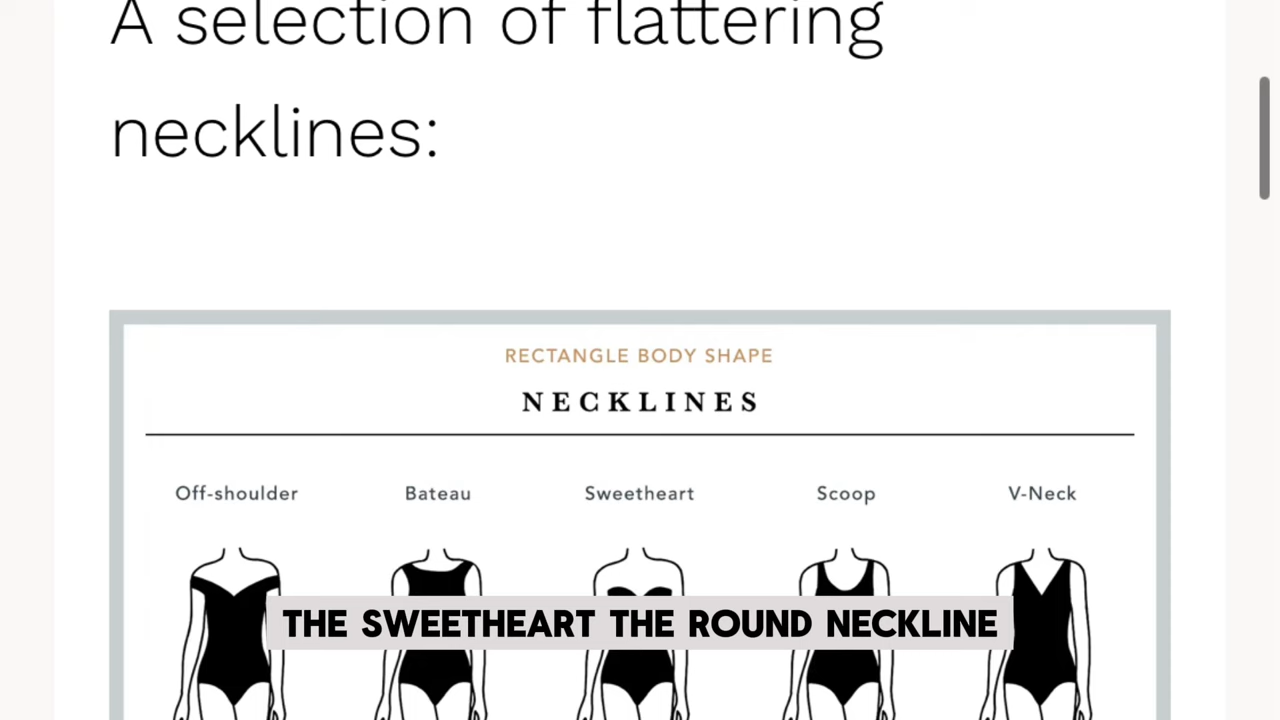 A selection of flattering
necklines:
RECTANGLE BODY SHAPE
NECKLINES
Off-shoulder Bateau Sweetheart Scoop V-Neck
THE SWEETHEART THE ROUND NECKLINE